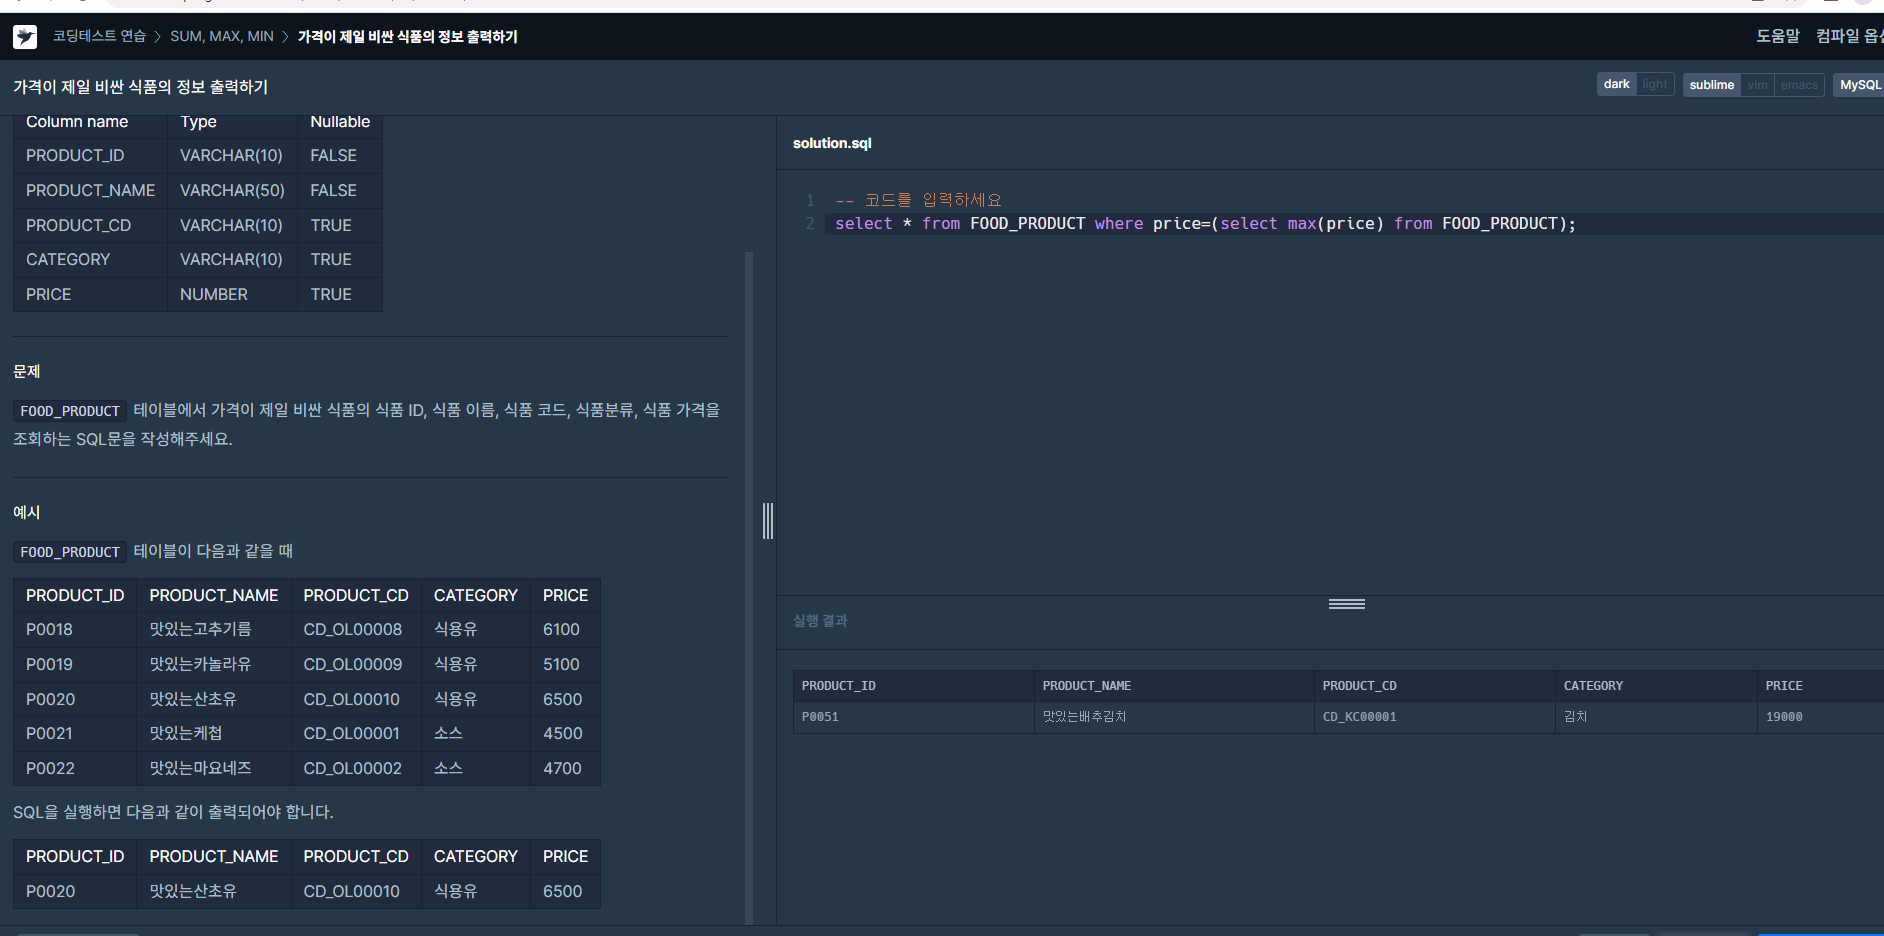 코딩테스트 연습 > SUM, MAX, MIN > 가격이 제일 비싼 식품의 정보 출력하기
도움말 컴파일 옵션
가격이 제일 비싼 식품의 정보 출력하기
dark light sublime vim emacs MySQL
Column name Type Nullable
PRODUCT_ID VARCHAR(10) FALSE
PRODUCT_NAME VARCHAR(50) FALSE
PRODUCT_CD VARCHAR(10) TRUE
CATEGORY VARCHAR(10) TRUE
PRICE NUMBER TRUE
문제
FOOD_PRODUCT 테이블에서 가격이 제일 비싼 식품의 식품 ID, 식품 이름, 식품 코드, 식품분류, 식품 가격을
조회하는 SQL문을 작성해주세요.
예시
FOOD_PRODUCT 테이블이 다음과 같을 때
PRODUCT_ID PRODUCT_NAME PRODUCT_CD CATEGORY PRICE
P0018 맛있는고추기름 CD_OL00008 식용유 6100
P0019 맛있는카놀라유 CD_OL00009 식용유 5100
P0020 맛있는산초유 CD_OL00010 식용유 6500
P0021 맛있는케첩 CD_OL00001 소스 4500
P0022 맛있는마요네즈 CD_OL00002 소스 4700
SQL을 실행하면 다음과 같이 출력되어야 합니다.
PRODUCT_ID PRODUCT_NAME PRODUCT_CD CATEGORY PRICE
P0020 맛있는산초유 CD_OL00010 식용유 6500
solution.sql
1 -- 코드를 입력하세요
2 select * from FOOD_PRODUCT where price=(select max(price) from FOOD_PRODUCT);
실행 결과
PRODUCT_ID PRODUCT_NAME PRODUCT_CD CATEGORY PRICE
P0051 맛있는배추김치 CD_KC00001 김치 19000